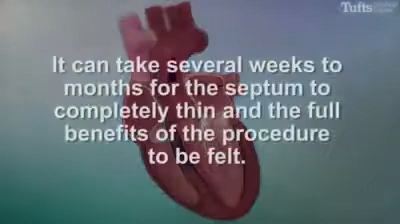 Tufts
It can take several weeks to
months for the septum to
completely thin and the full
benefits of the procedure
to be felt.